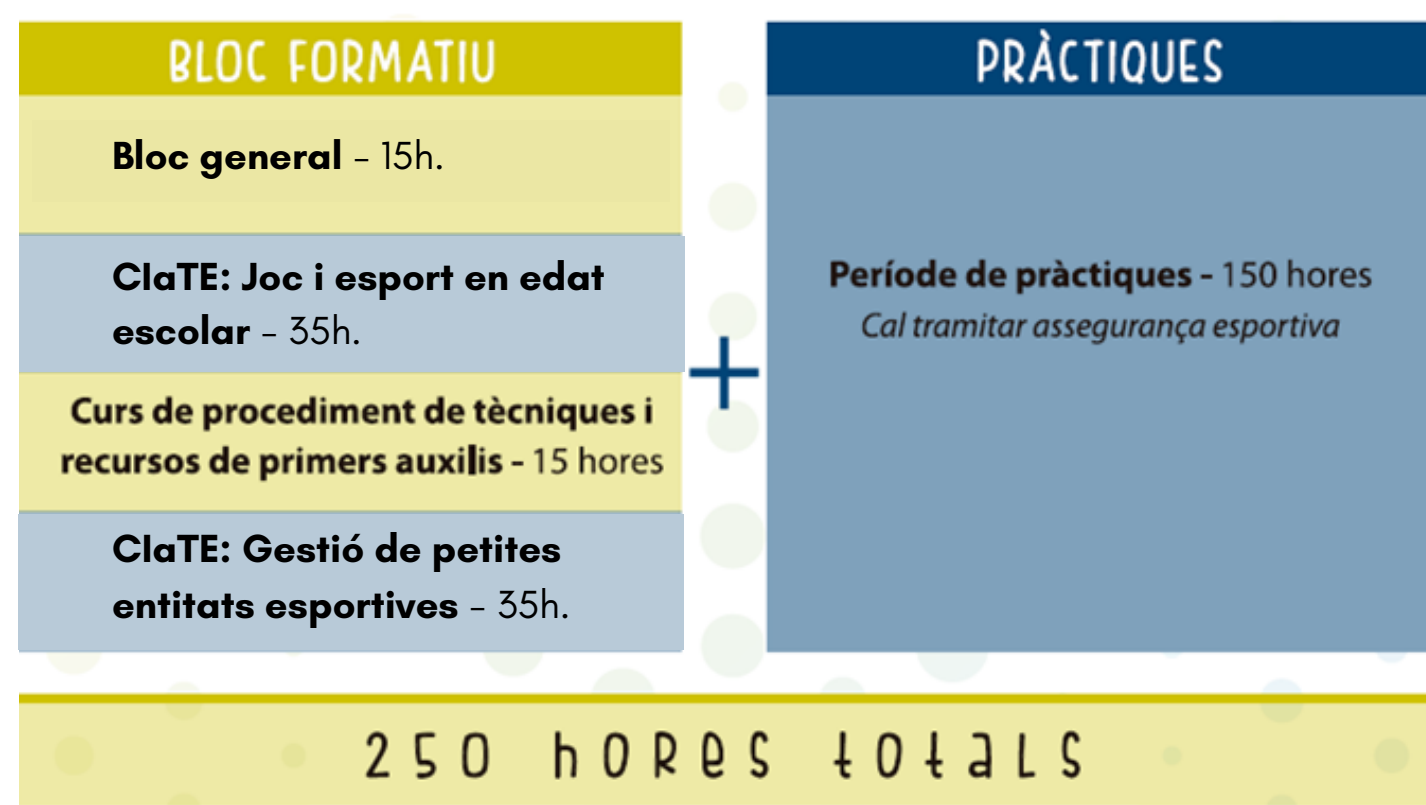 BLOC FORMATIU
Bloc general – 15h.
ClaTE: Joc i esport en edat
escolar – 35h.
Curs de procediment de tècniques i
recursos de primers auxilis - 15 hores
ClaTE: Gestió de petites
entitats esportives – 35h.
+
PRÀCTIQUES
Període de pràctiques - 150 hores
Cal tramitar assegurança esportiva
250 hores totals